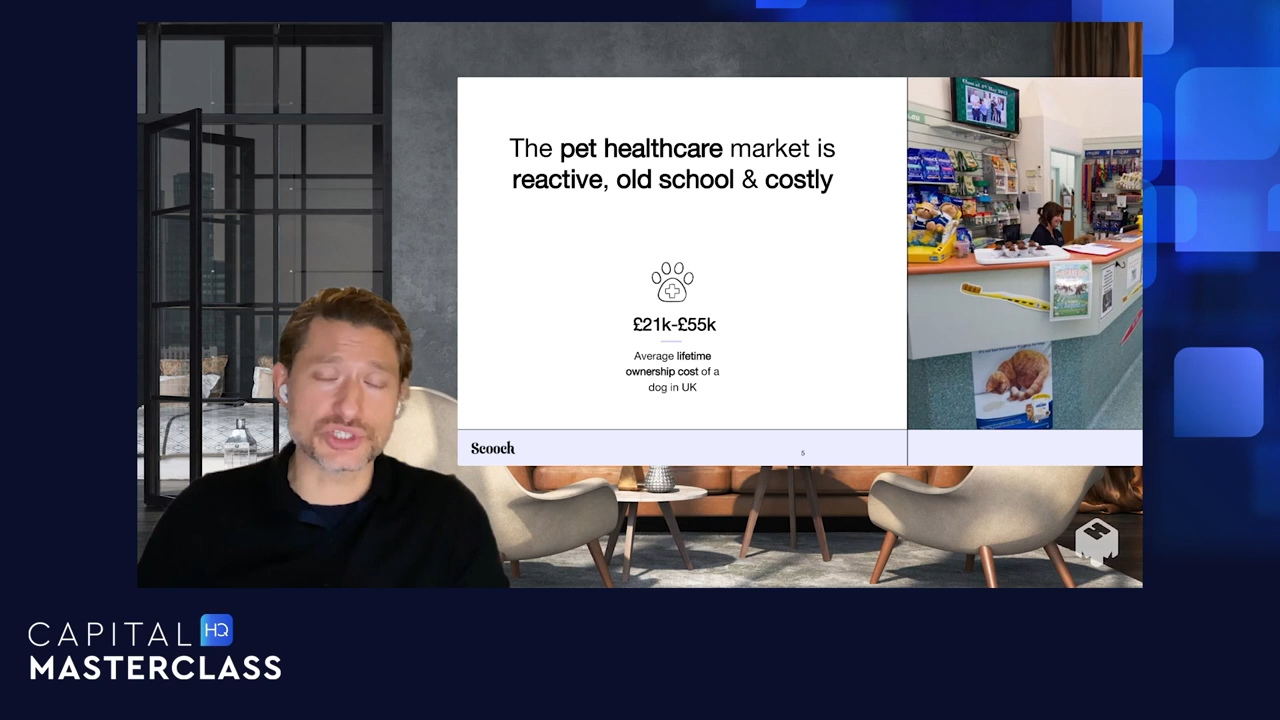 The pet healthcare market is
reactive, old school & costly
£21k-£55k
Average lifetime
ownership cost of a
dog in UK
Scooch
5
CAPITAL HQ
MASTERCLASS